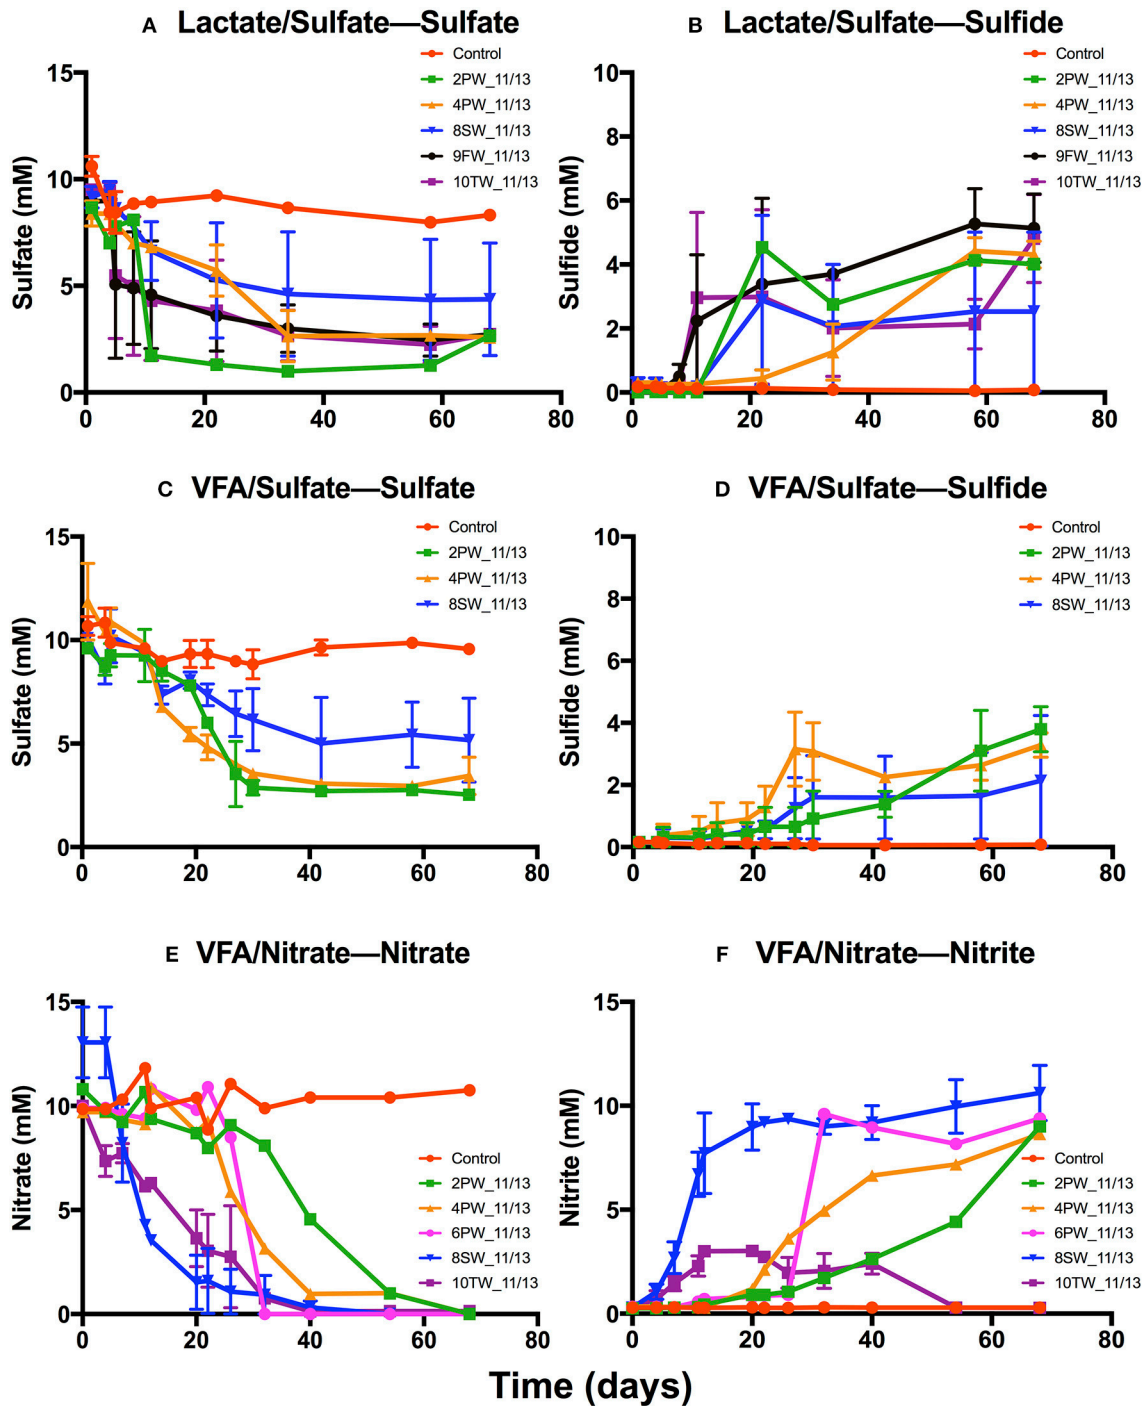 A Lactate/Sulfate—Sulfate
Control
2PW_11/13
4PW_11/13
8SW_11/13
9FW_11/13
10TW_11/13
15
10
5
0
0 20 40 60 80
Sulfate (mM)
B Lactate/Sulfate—Sulfide
Control
2PW_11/13
4PW_11/13
8SW_11/13
9FW_11/13
10TW_11/13
10
8
6
4
2
0
0 20 40 60 80
Sulfide (mM)
C VFA/Sulfate—Sulfate
Control
2PW_11/13
4PW_11/13
8SW_11/13
15
10
5
0
0 20 40 60 80
Sulfate (mM)
D VFA/Sulfate—Sulfide
Control
2PW_11/13
4PW_11/13
8SW_11/13
10
8
6
4
2
0
0 20 40 60 80
Sulfide (mM)
E VFA/Nitrate—Nitrate
15
10
5
0
0 20 40 60 80
Nitrate (mM)
Control
2PW_11/13
4PW_11/13
6PW_11/13
8SW_11/13
10TW_11/13
F VFA/Nitrate—Nitrite
15
10
5
0
0 20 40 60 80
Nitrite (mM)
Control
2PW_11/13
4PW_11/13
6PW_11/13
8SW_11/13
10TW_11/13
Time (days)